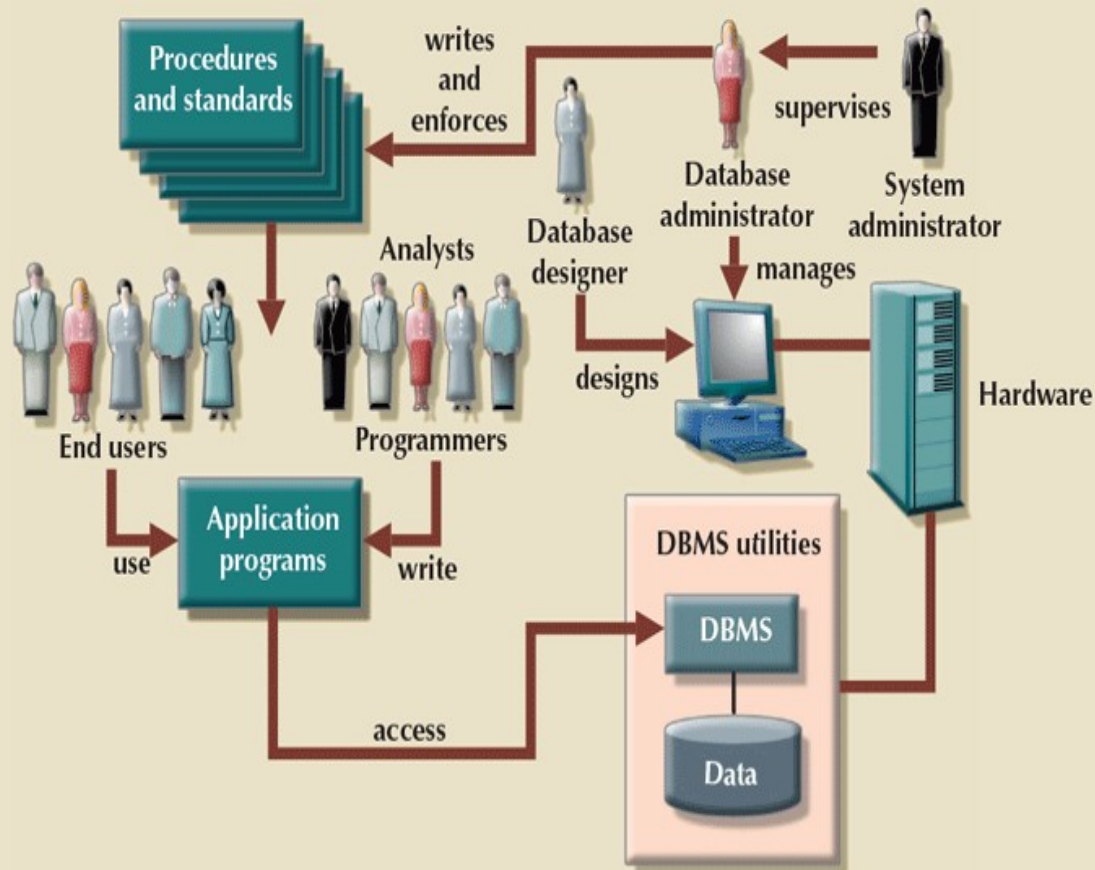 Procedures
and standards
writes
and
enforces
supervises
Database
administrator
System
administrator
Database
designer
manages
designs
Analysts
Programmers
End users
Hardware
use
Application
programs
write
access
DBMS utilities
DBMS
Data